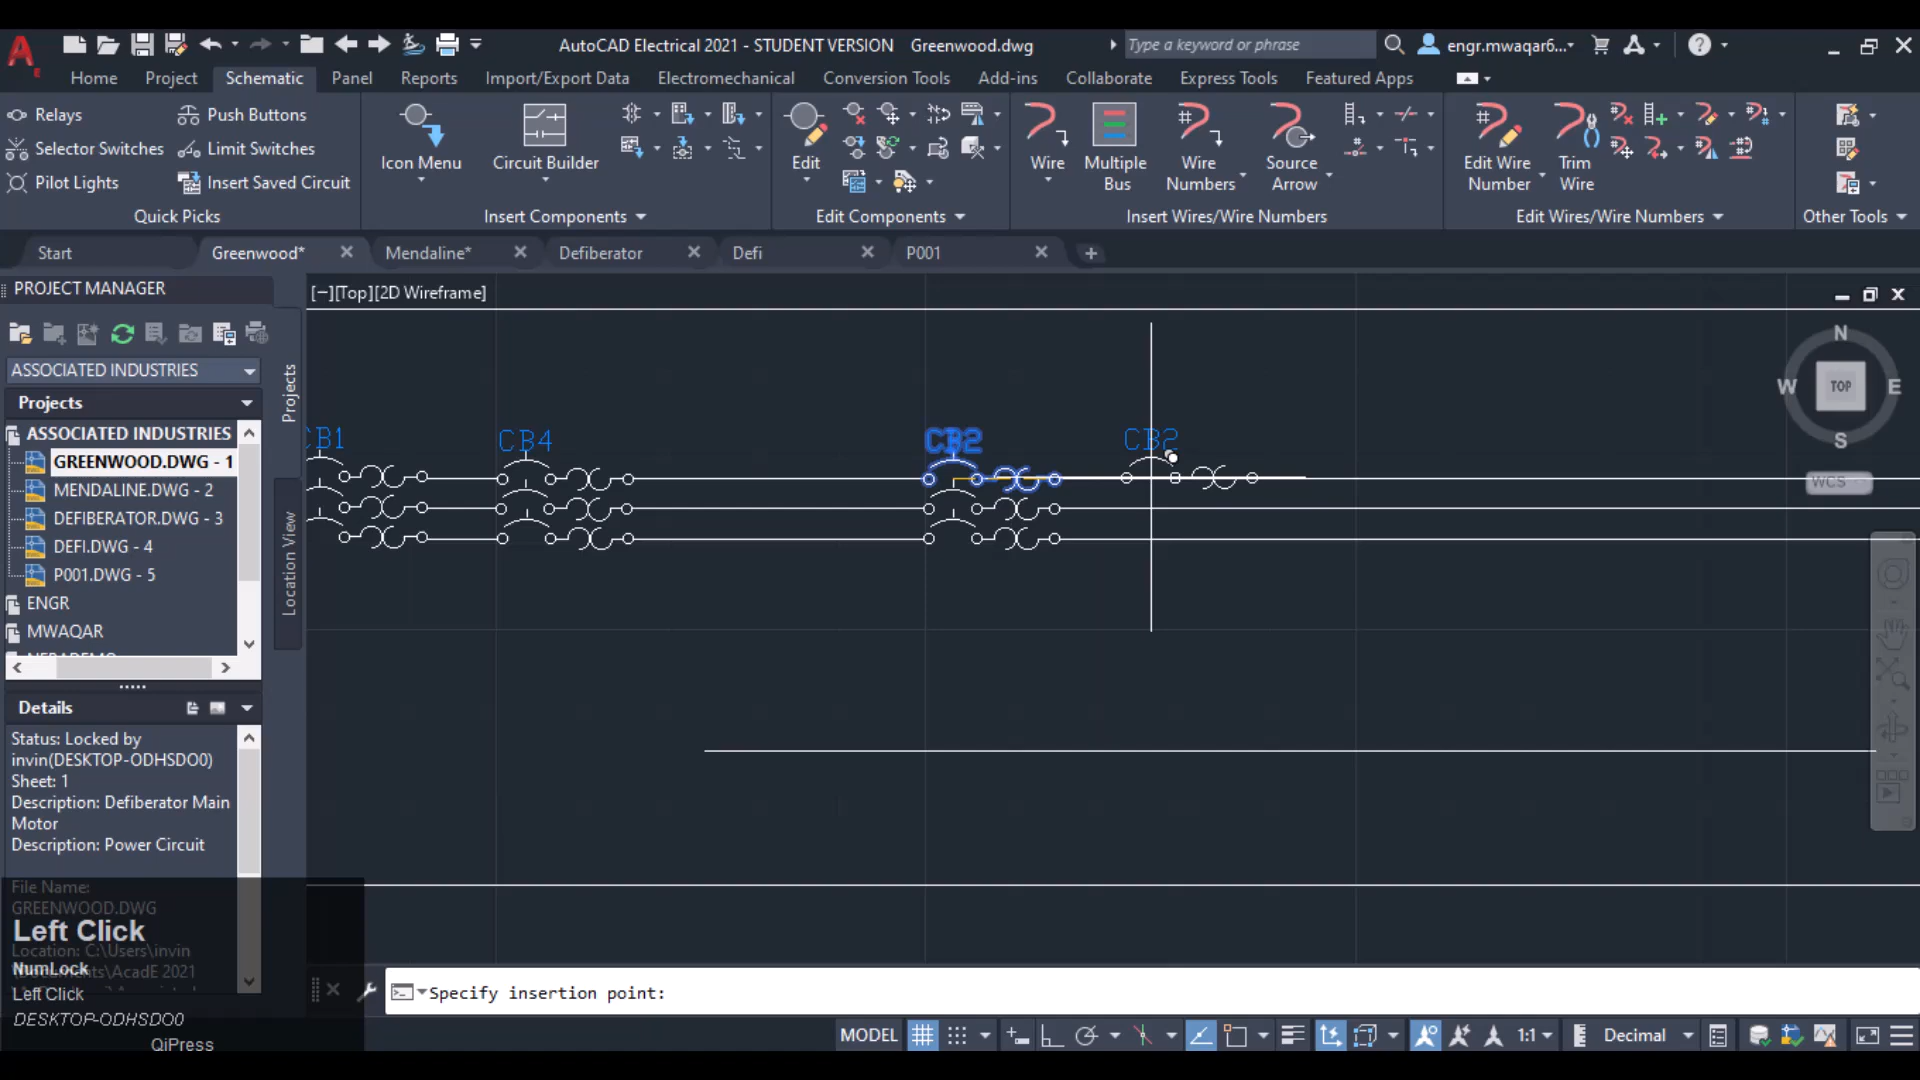 AutoCAD Electrical 2021 - STUDENT VERSION Greenwood.dwg
Type a keyword or phrase
engr.mwaqar6...
Home Project Schematic Panel Reports Import/Export Data Electromechanical Conversion Tools Add-ins Collaborate Express Tools Featured Apps
Relays Push Buttons
Selector Switches Limit Switches
Pilot Lights Insert Saved Circuit
Quick Picks
Icon Menu
Circuit Builder
Insert Components
Edit
Edit Components
Wire
Multiple
Bus
Wire
Numbers
Source
Arrow
Insert Wires/Wire Numbers
Edit Wire
Number
Trim
Wire
Edit Wires/Wire Numbers
Other Tools
Start Greenwood* Mendaline* Defiberator Defi P001
PROJECT MANAGER
ASSOCIATED INDUSTRIES
Projects
ASSOCIATED INDUSTRIES
GREENWOOD.DWG - 1
MENDALINE.DWG - 2
DEFIBERATOR.DWG - 3
DEFI.DWG - 4
P001.DWG - 5
ENGR
MWAQAR
Projects
Location View
Details
Status: Locked by
invin(DESKTOP-ODHSDO0)
Sheet: 1
Description: Defiberator Main
Motor
Description: Power Circuit
File Name:
GREENWOOD.DWG
Left Click
Location: C:\Users\invin
NumLock
Left Click
DESKTOP-ODHSDO0
QiPress
[−][Top][2D Wireframe]
CB1 CB4 CB2 CB2
N
W TOP E
S
WCS
Specify insertion point:
MODEL 1:1 Decimal